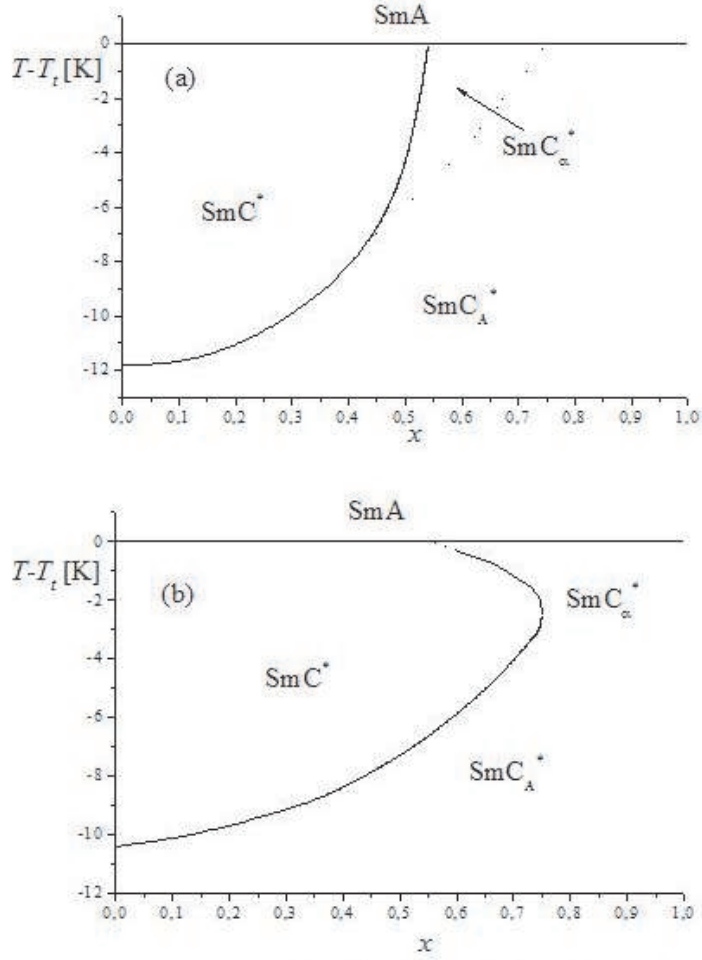 SmA
T-Tt [K]
(a)
0
-2
-4
-6
-8
-10
-12
SmCα*
SmC*
SmCA*
0,0 0,1 0,2 0,3 0,4 0,5 0,6 0,7 0,8 0,9 1,0
x
SmA
T-Tt [K]
(b)
0
-2
-4
-6
-8
-10
-12
SmCα*
SmC*
SmCA*
0,0 0,1 0,2 0,3 0,4 0,5 0,6 0,7 0,8 0,9 1,0
x